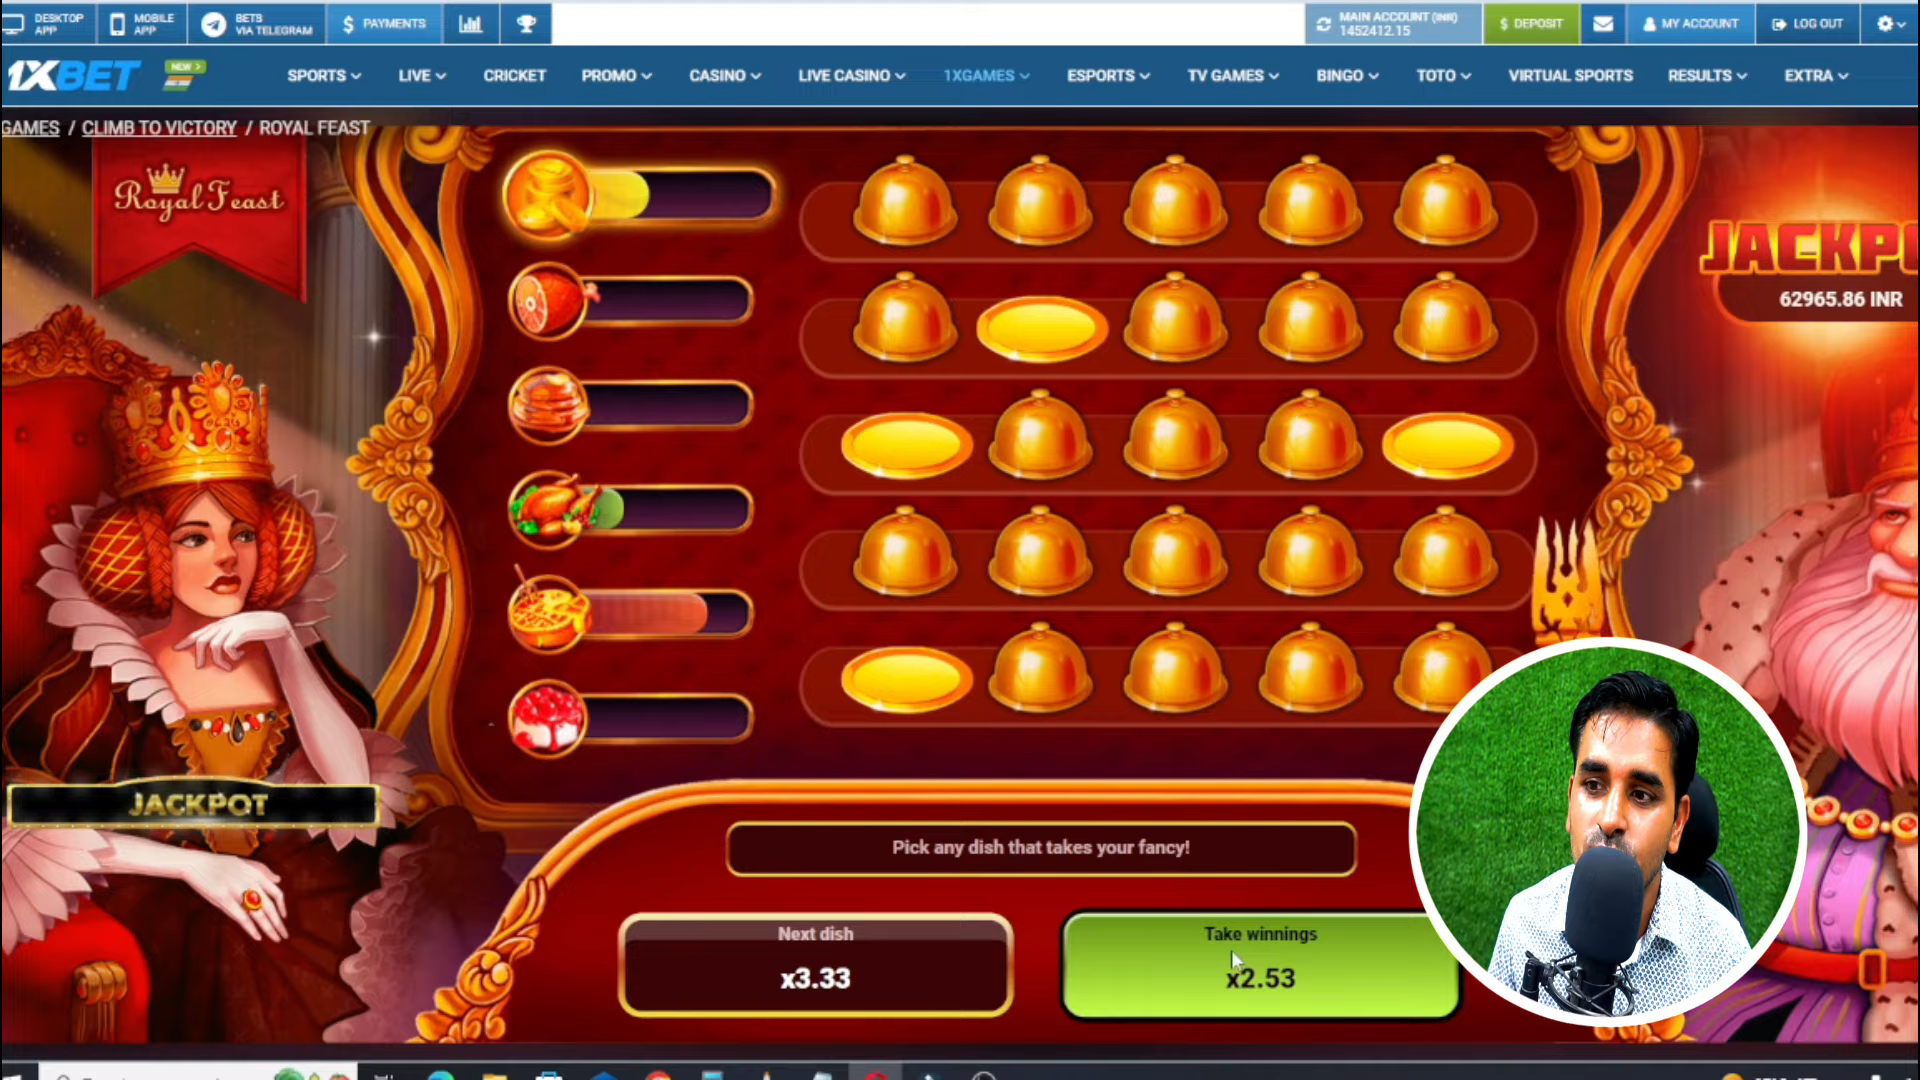 DESKTOP
APP
MOBILE
APP
BETS
VIA TELEGRAM
$ PAYMENTS
MAIN ACCOUNT (INR)
1452412.15
$ DEPOSIT
MY ACCOUNT
LOG OUT
1XBET
NEW >
SPORTS
LIVE
CRICKET
PROMO
CASINO
LIVE CASINO
1XGAMES
ESPORTS
TV GAMES
BINGO
TOTO
VIRTUAL SPORTS
RESULTS
EXTRA
GAMES / CLIMB TO VICTORY / ROYAL FEAST
Royal Feast
JACKPO
62965.86 INR
JACKPOT
Pick any dish that takes your fancy!
Next dish
x3.33
Take winnings
x2.53